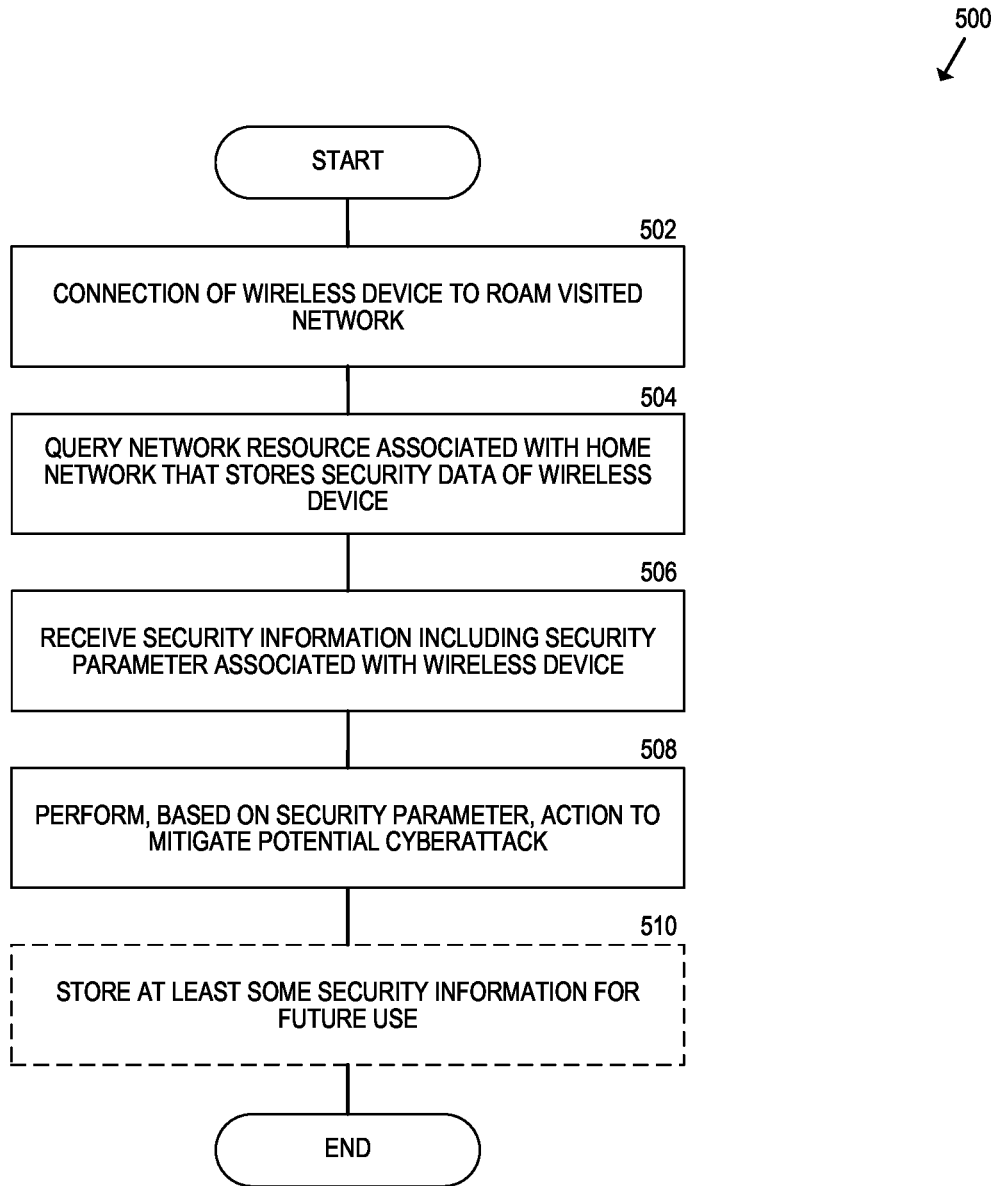 500
START
502
CONNECTION OF WIRELESS DEVICE TO ROAM VISITED
NETWORK
504
QUERY NETWORK RESOURCE ASSOCIATED WITH HOME
NETWORK THAT STORES SECURITY DATA OF WIRELESS
DEVICE
506
RECEIVE SECURITY INFORMATION INCLUDING SECURITY
PARAMETER ASSOCIATED WITH WIRELESS DEVICE
508
PERFORM, BASED ON SECURITY PARAMETER, ACTION TO
MITIGATE POTENTIAL CYBERATTACK
510
STORE AT LEAST SOME SECURITY INFORMATION FOR
FUTURE USE
END